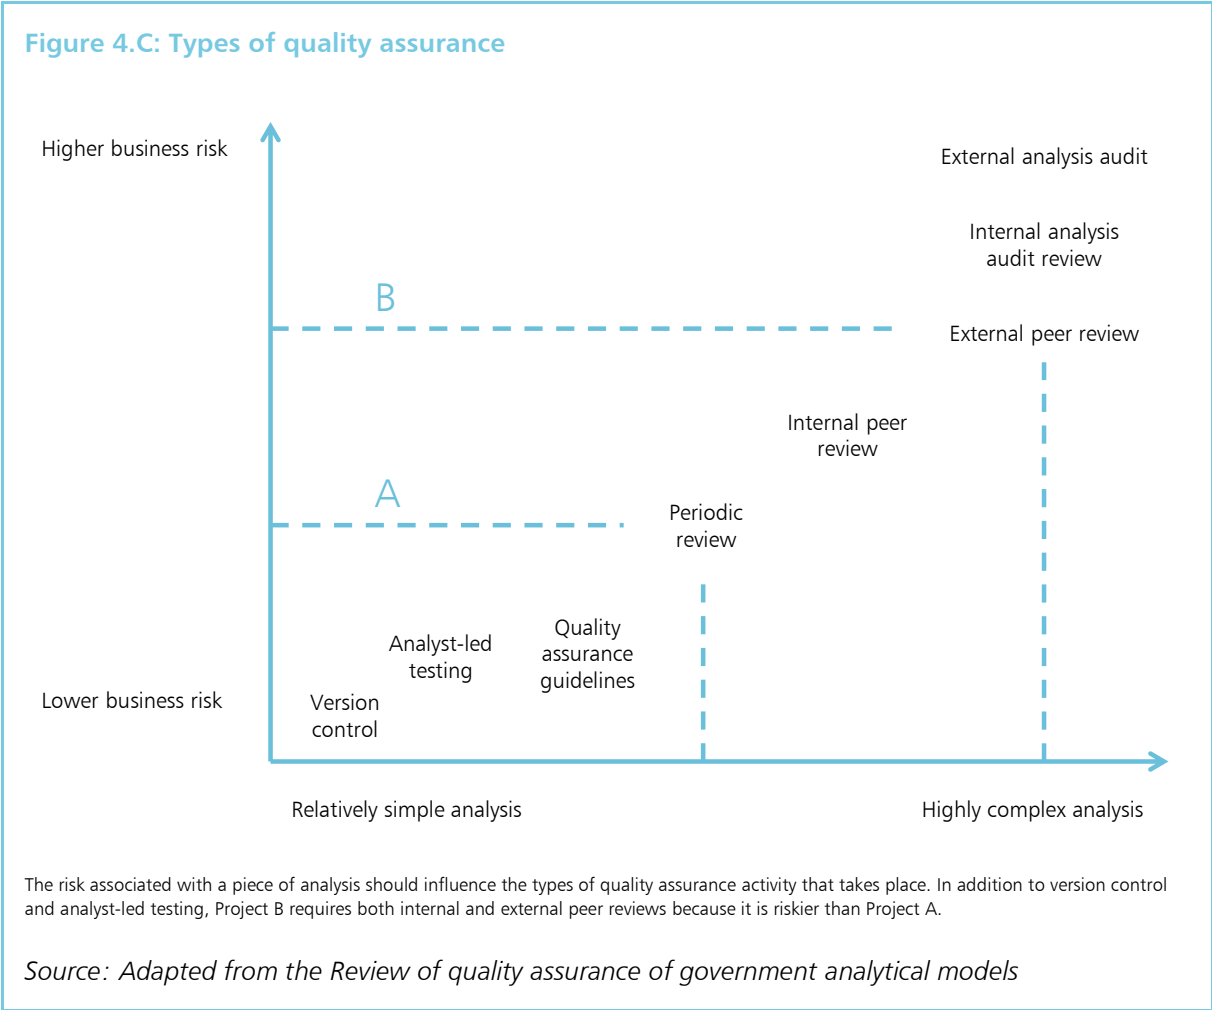 Figure 4.C: Types of quality assurance
Higher business risk
External analysis audit
Internal analysis
audit review
B
External peer review
Internal peer
review
A
Periodic
review
Quality
assurance
guidelines
Analyst-led
testing
Lower business risk
Version
control
Relatively simple analysis
Highly complex analysis
The risk associated with a piece of analysis should influence the types of quality assurance activity that takes place. In addition to version control
and analyst-led testing, Project B requires both internal and external peer reviews because it is riskier than Project A.
Source: Adapted from the Review of quality assurance of government analytical models